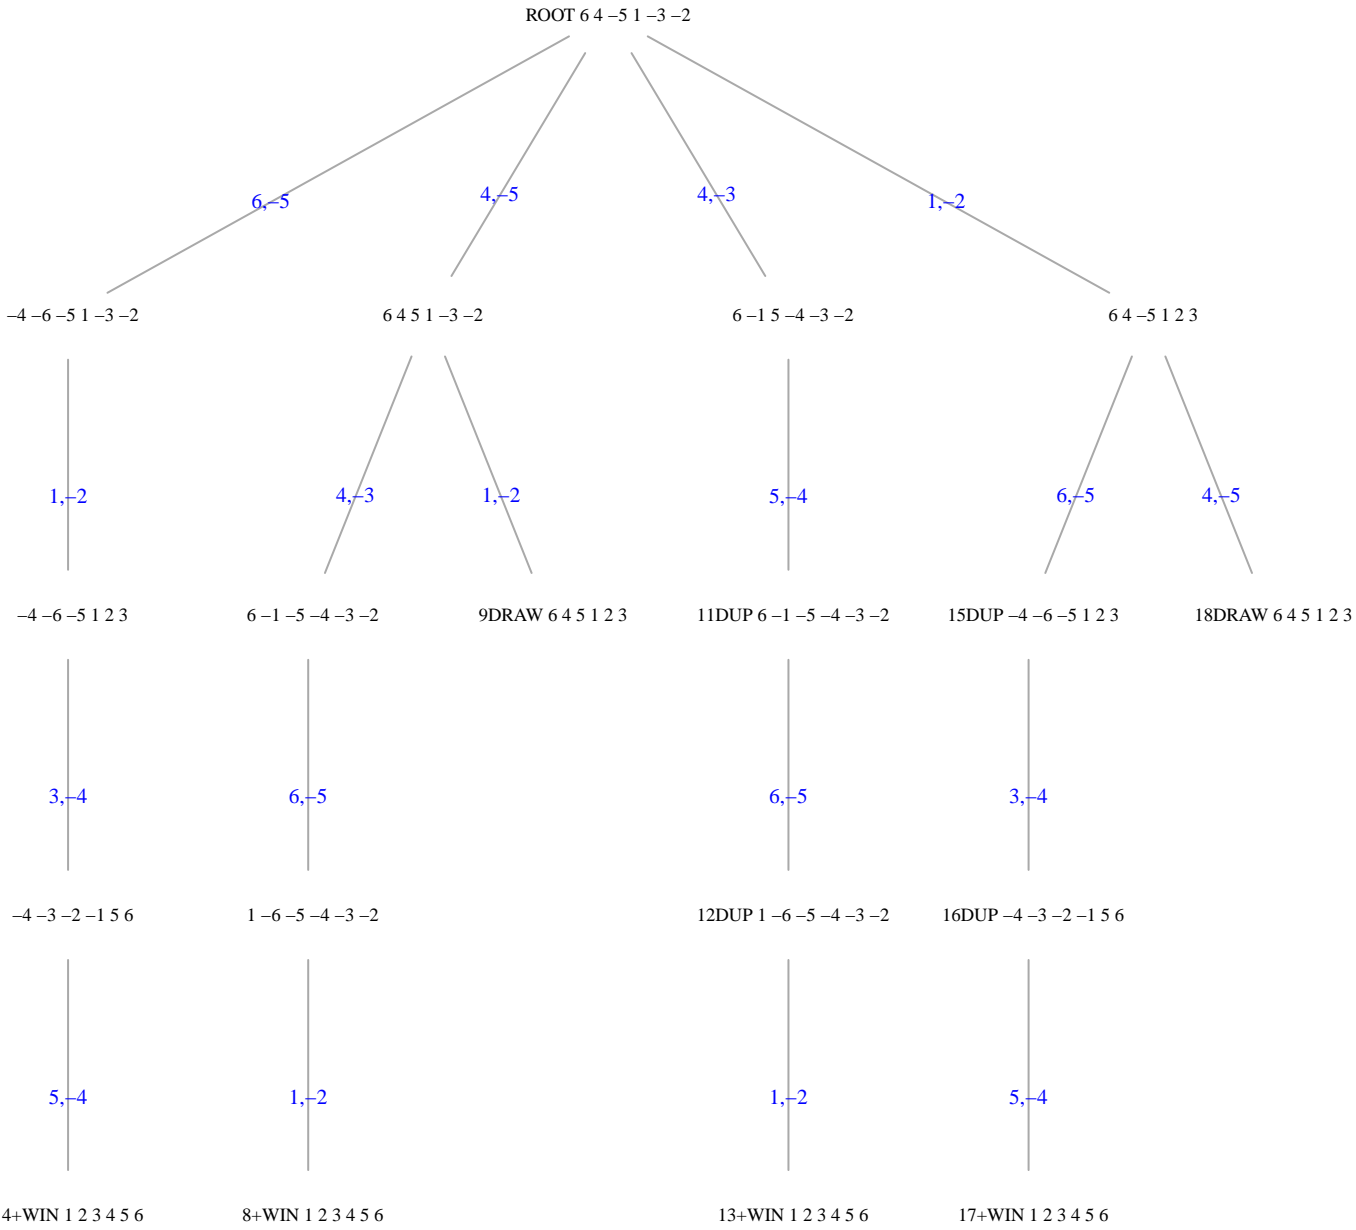 ROOT 6 4 –5 1 –3 –2
6,–5 4,–5 4,–3 1,–2
–4 –6 –5 1 –3 –2 6 4 5 1 –3 –2 6 –1 5 –4 –3 –2 6 4 –5 1 2 3
1,–2 4,–3 1,–2 5,–4 6,–5 4,–5
–4 –6 –5 1 2 3 6 –1 –5 –4 –3 –2 9DRAW 6 4 5 1 2 3 11DUP 6 –1 –5 –4 –3 –2 15DUP –4 –6 –5 1 2 3 18DRAW 6 4 5 1 2 3
3,–4 6,–5 6,–5 3,–4
–4 –3 –2 –1 5 6 1 –6 –5 –4 –3 –2 12DUP 1 –6 –5 –4 –3 –2 16DUP –4 –3 –2 –1 5 6
5,–4 1,–2 1,–2 5,–4
4+WIN 1 2 3 4 5 6 8+WIN 1 2 3 4 5 6 13+WIN 1 2 3 4 5 6 17+WIN 1 2 3 4 5 6